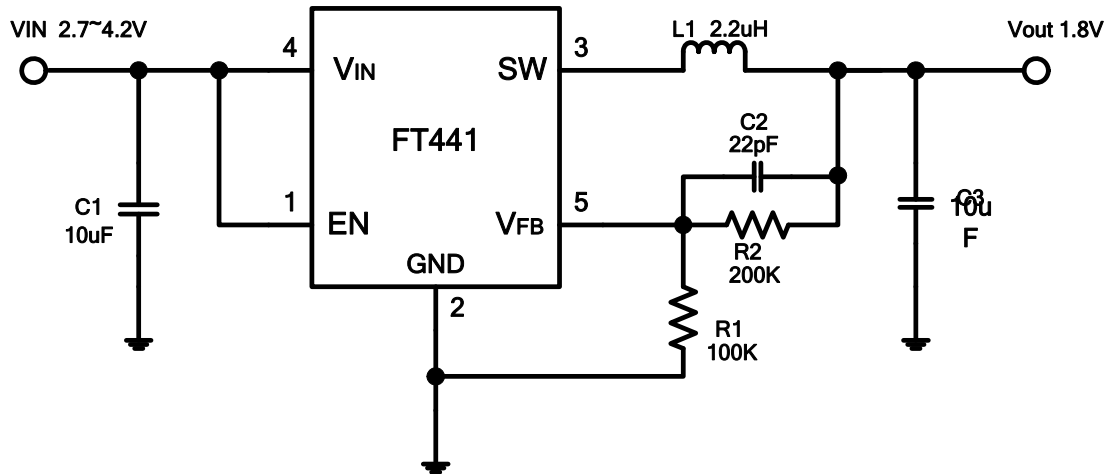 VIN 2.7~4.2V
4
VIN
FT441
1
EN
GND
2
SW
3
VFB
5
L1 2.2uH
Vout 1.8V
C1
10uF
C2
22pF
R2
200K
R1
100K
C3
10u
F